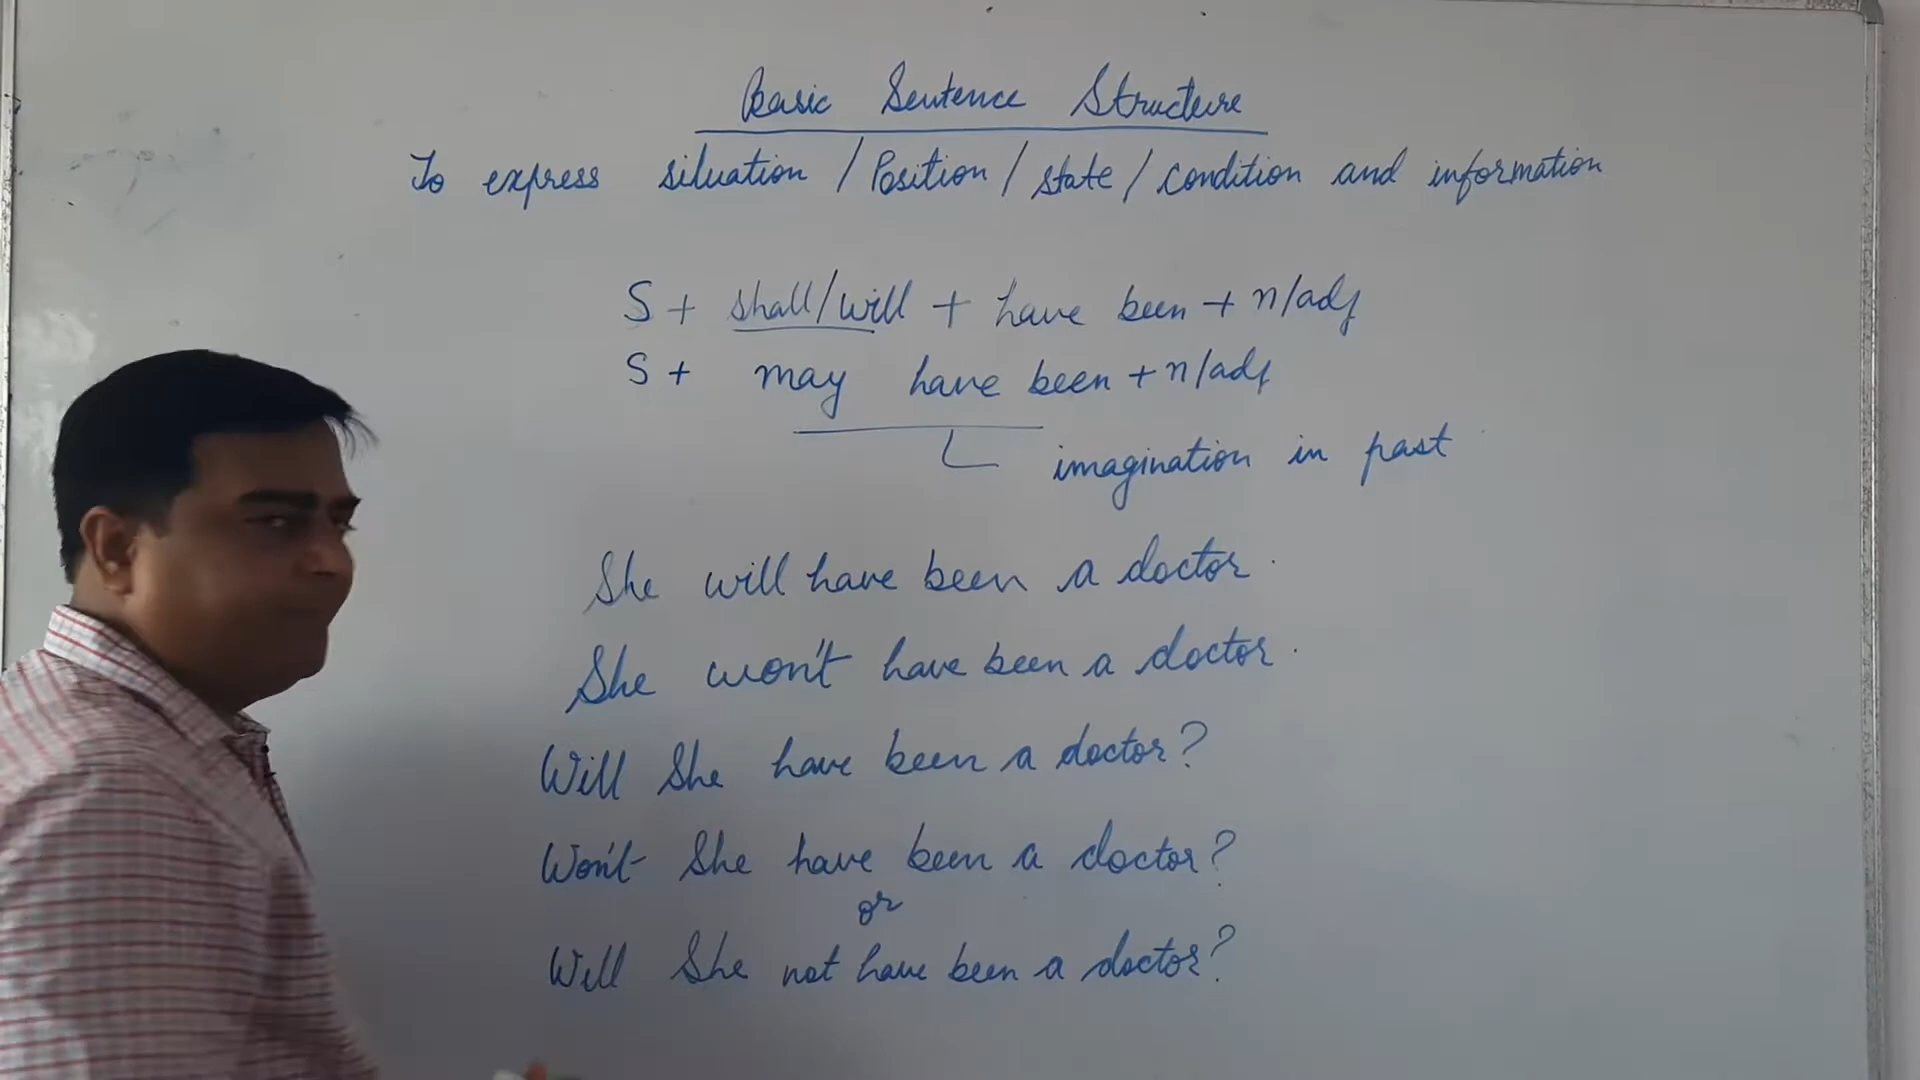 Basic Sentence Structure
To express situation / Position / state / condition and information
S + shall/will + have been + n/adj
S + may have been + n/adj
imagination in past
She will have been a doctor.
She won't have been a doctor.
Will She have been a doctor?
Won't She have been a doctor?
or
Will She not have been a doctor?